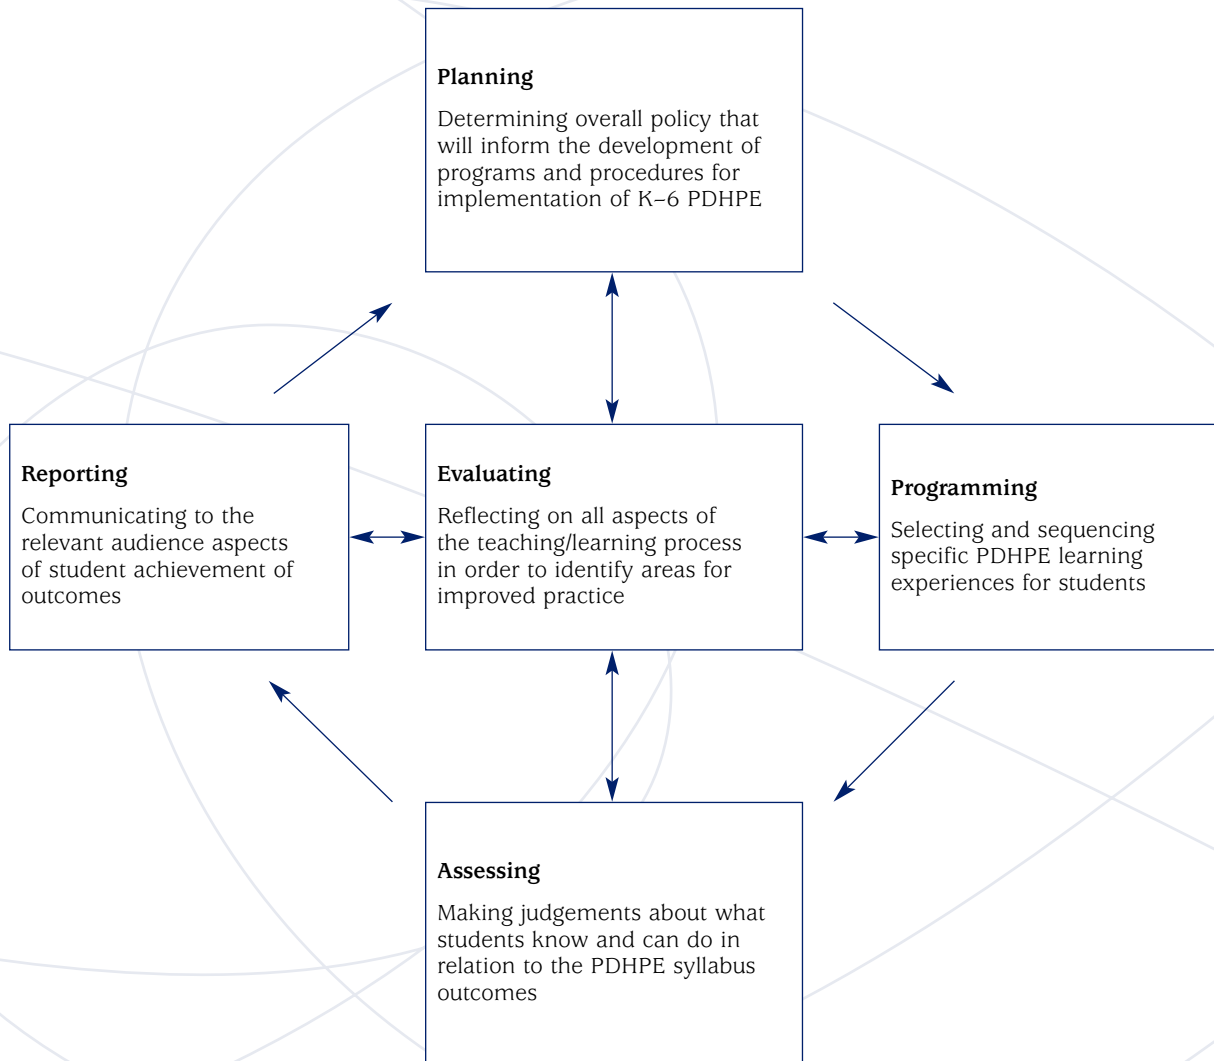 Planning
Determining overall policy that
will inform the development of
programs and procedures for
implementation of K–6 PDHPE
Reporting
Communicating to the
relevant audience aspects
of student achievement of
outcomes
Evaluating
Reflecting on all aspects of
the teaching/learning process
in order to identify areas for
improved practice
Programming
Selecting and sequencing
specific PDHPE learning
experiences for students
Assessing
Making judgements about what
students know and can do in
relation to the PDHPE syllabus
outcomes